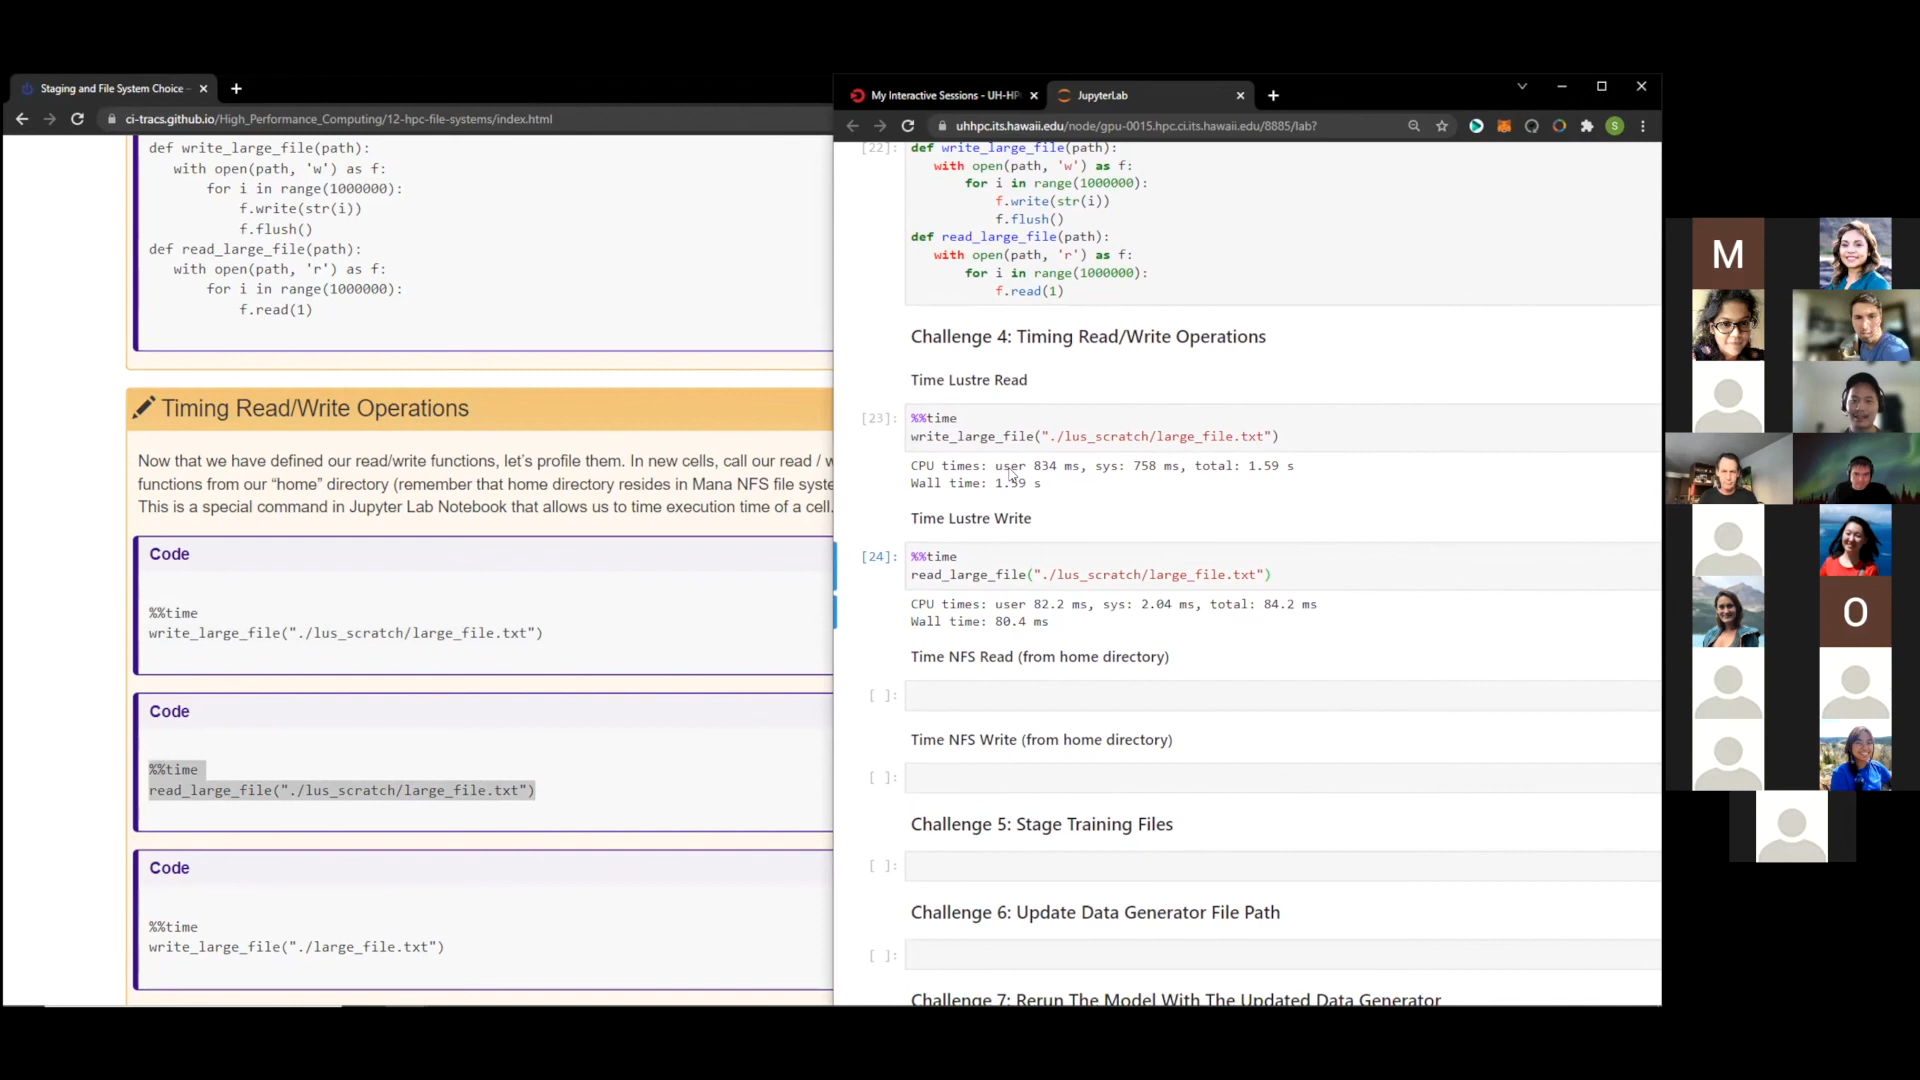 Staging and File System Choice -
ci-tracs.github.io/High_Performance_Computing/12-hpc-file-systems/index.html
def write_large_file(path):
with open(path, 'w') as f:
for i in range(1000000):
f.write(str(i))
f.flush()
def read_large_file(path):
with open(path, 'r') as f:
for i in range(1000000):
f.read(1)
Timing Read/Write Operations
Now that we have defined our read/write functions, let's profile them. In new cells, call our read / w
functions from our “home” directory (remember that home directory resides in Mana NFS file syste
This is a special command in Jupyter Lab Notebook that allows us to time execution time of a cell.
Code
%%time
write_large_file("./lus_scratch/large_file.txt")
Code
%%time
read_large_file("./lus_scratch/large_file.txt")
Code
%%time
write_large_file("./large_file.txt")
My Interactive Sessions - UH-HP
JupyterLab
uhhpc.its.hawaii.edu/node/gpu-0015.hpc.ci.its.hawaii.edu/8885/lab?
S
[22]:
def write_large_file(path):
with open(path, 'w') as f:
for i in range(1000000):
f.write(str(i))
f.flush()
def read_large_file(path):
with open(path, 'r') as f:
for i in range(1000000):
f.read(1)
Challenge 4: Timing Read/Write Operations
Time Lustre Read
[23]:
%%time
write_large_file("./lus_scratch/large_file.txt")
CPU times: user 834 ms, sys: 758 ms, total: 1.59 s
Wall time: 1.59 s
Time Lustre Write
[24]:
%%time
read_large_file("./lus_scratch/large_file.txt")
CPU times: user 82.2 ms, sys: 2.04 ms, total: 84.2 ms
Wall time: 80.4 ms
Time NFS Read (from home directory)
[ ]:
Time NFS Write (from home directory)
[ ]:
Challenge 5: Stage Training Files
[ ]:
Challenge 6: Update Data Generator File Path
[ ]:
Challenge 7: Rerun The Model With The Updated Data Generator
M
O